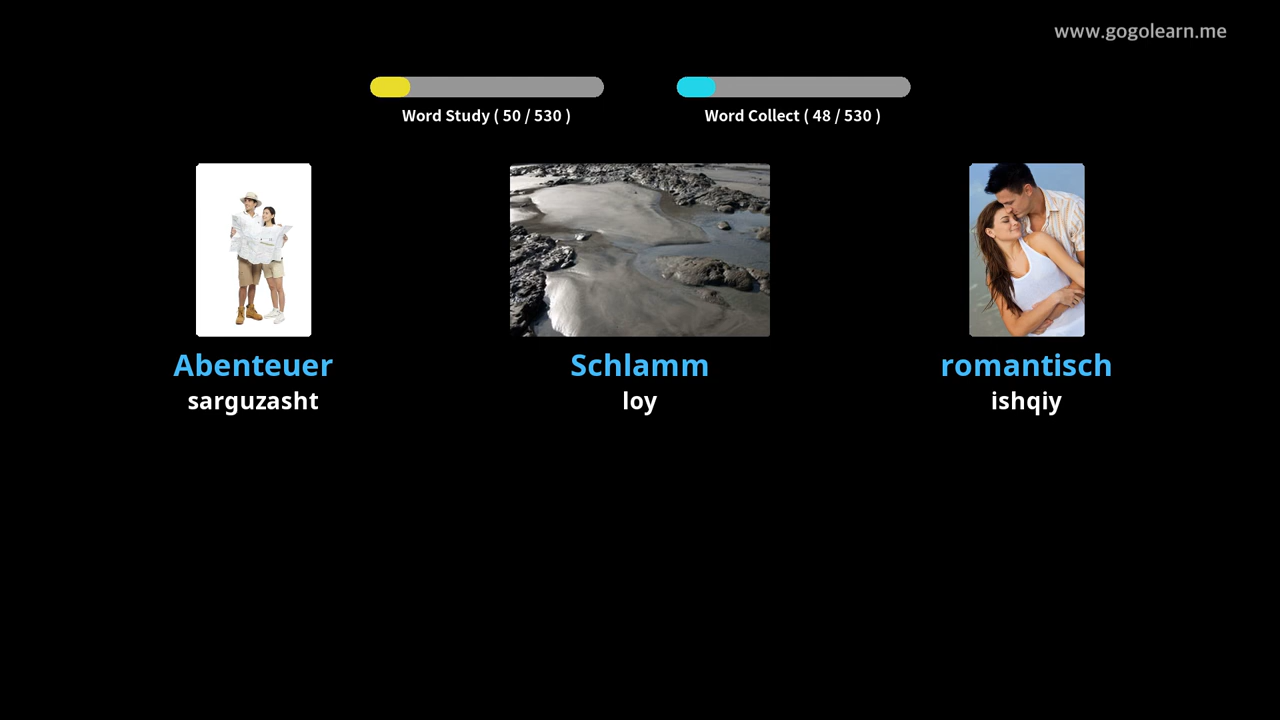 www.gogolearn.me
Word Study ( 50 / 530 )
Word Collect ( 48 / 530 )
Abenteuer
sarguzasht
Schlamm
loy
romantisch
ishqiy